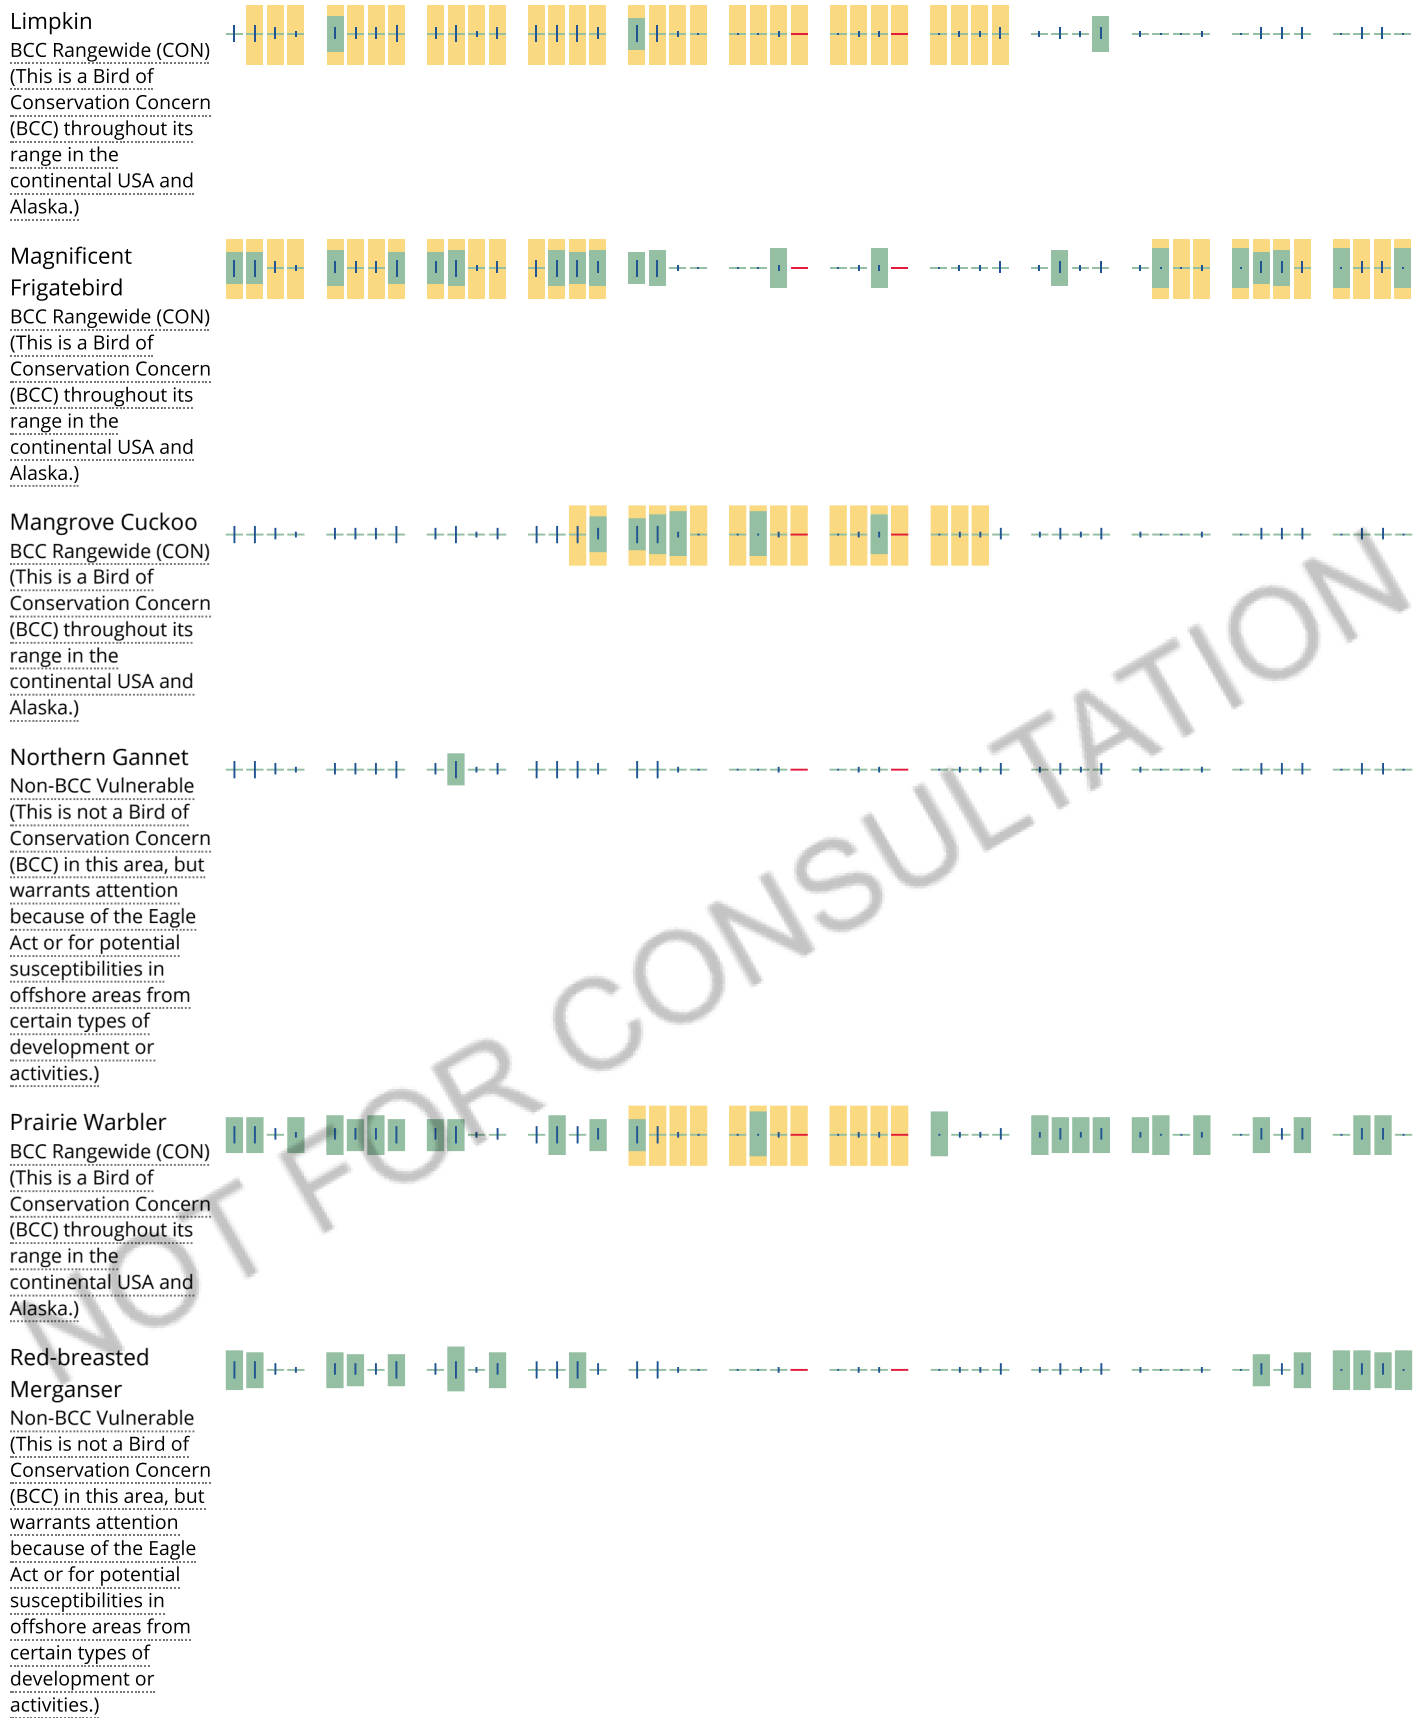 Limpkin
BCC Rangewide (CON)
(This is a Bird of
Conservation Concern
(BCC) throughout its
range in the
continental USA and
Alaska.)
Magnificent
Frigatebird
BCC Rangewide (CON)
(This is a Bird of
Conservation Concern
(BCC) throughout its
range in the
continental USA and
Alaska.)
Mangrove Cuckoo
BCC Rangewide (CON)
(This is a Bird of
Conservation Concern
(BCC) throughout its
range in the
continental USA and
Alaska.)
Northern Gannet
Non-BCC Vulnerable
(This is not a Bird of
Conservation Concern
(BCC) in this area, but
warrants attention
because of the Eagle
Act or for potential
susceptibilities in
offshore areas from
certain types of
development or
activities.)
Prairie Warbler
BCC Rangewide (CON)
(This is a Bird of
Conservation Concern
(BCC) throughout its
range in the
continental USA and
Alaska.)
Red-breasted
Merganser
Non-BCC Vulnerable
(This is not a Bird of
Conservation Concern
(BCC) in this area, but
warrants attention
because of the Eagle
Act or for potential
susceptibilities in
offshore areas from
certain types of
development or
activities.)
NOT FOR CONSULTATION